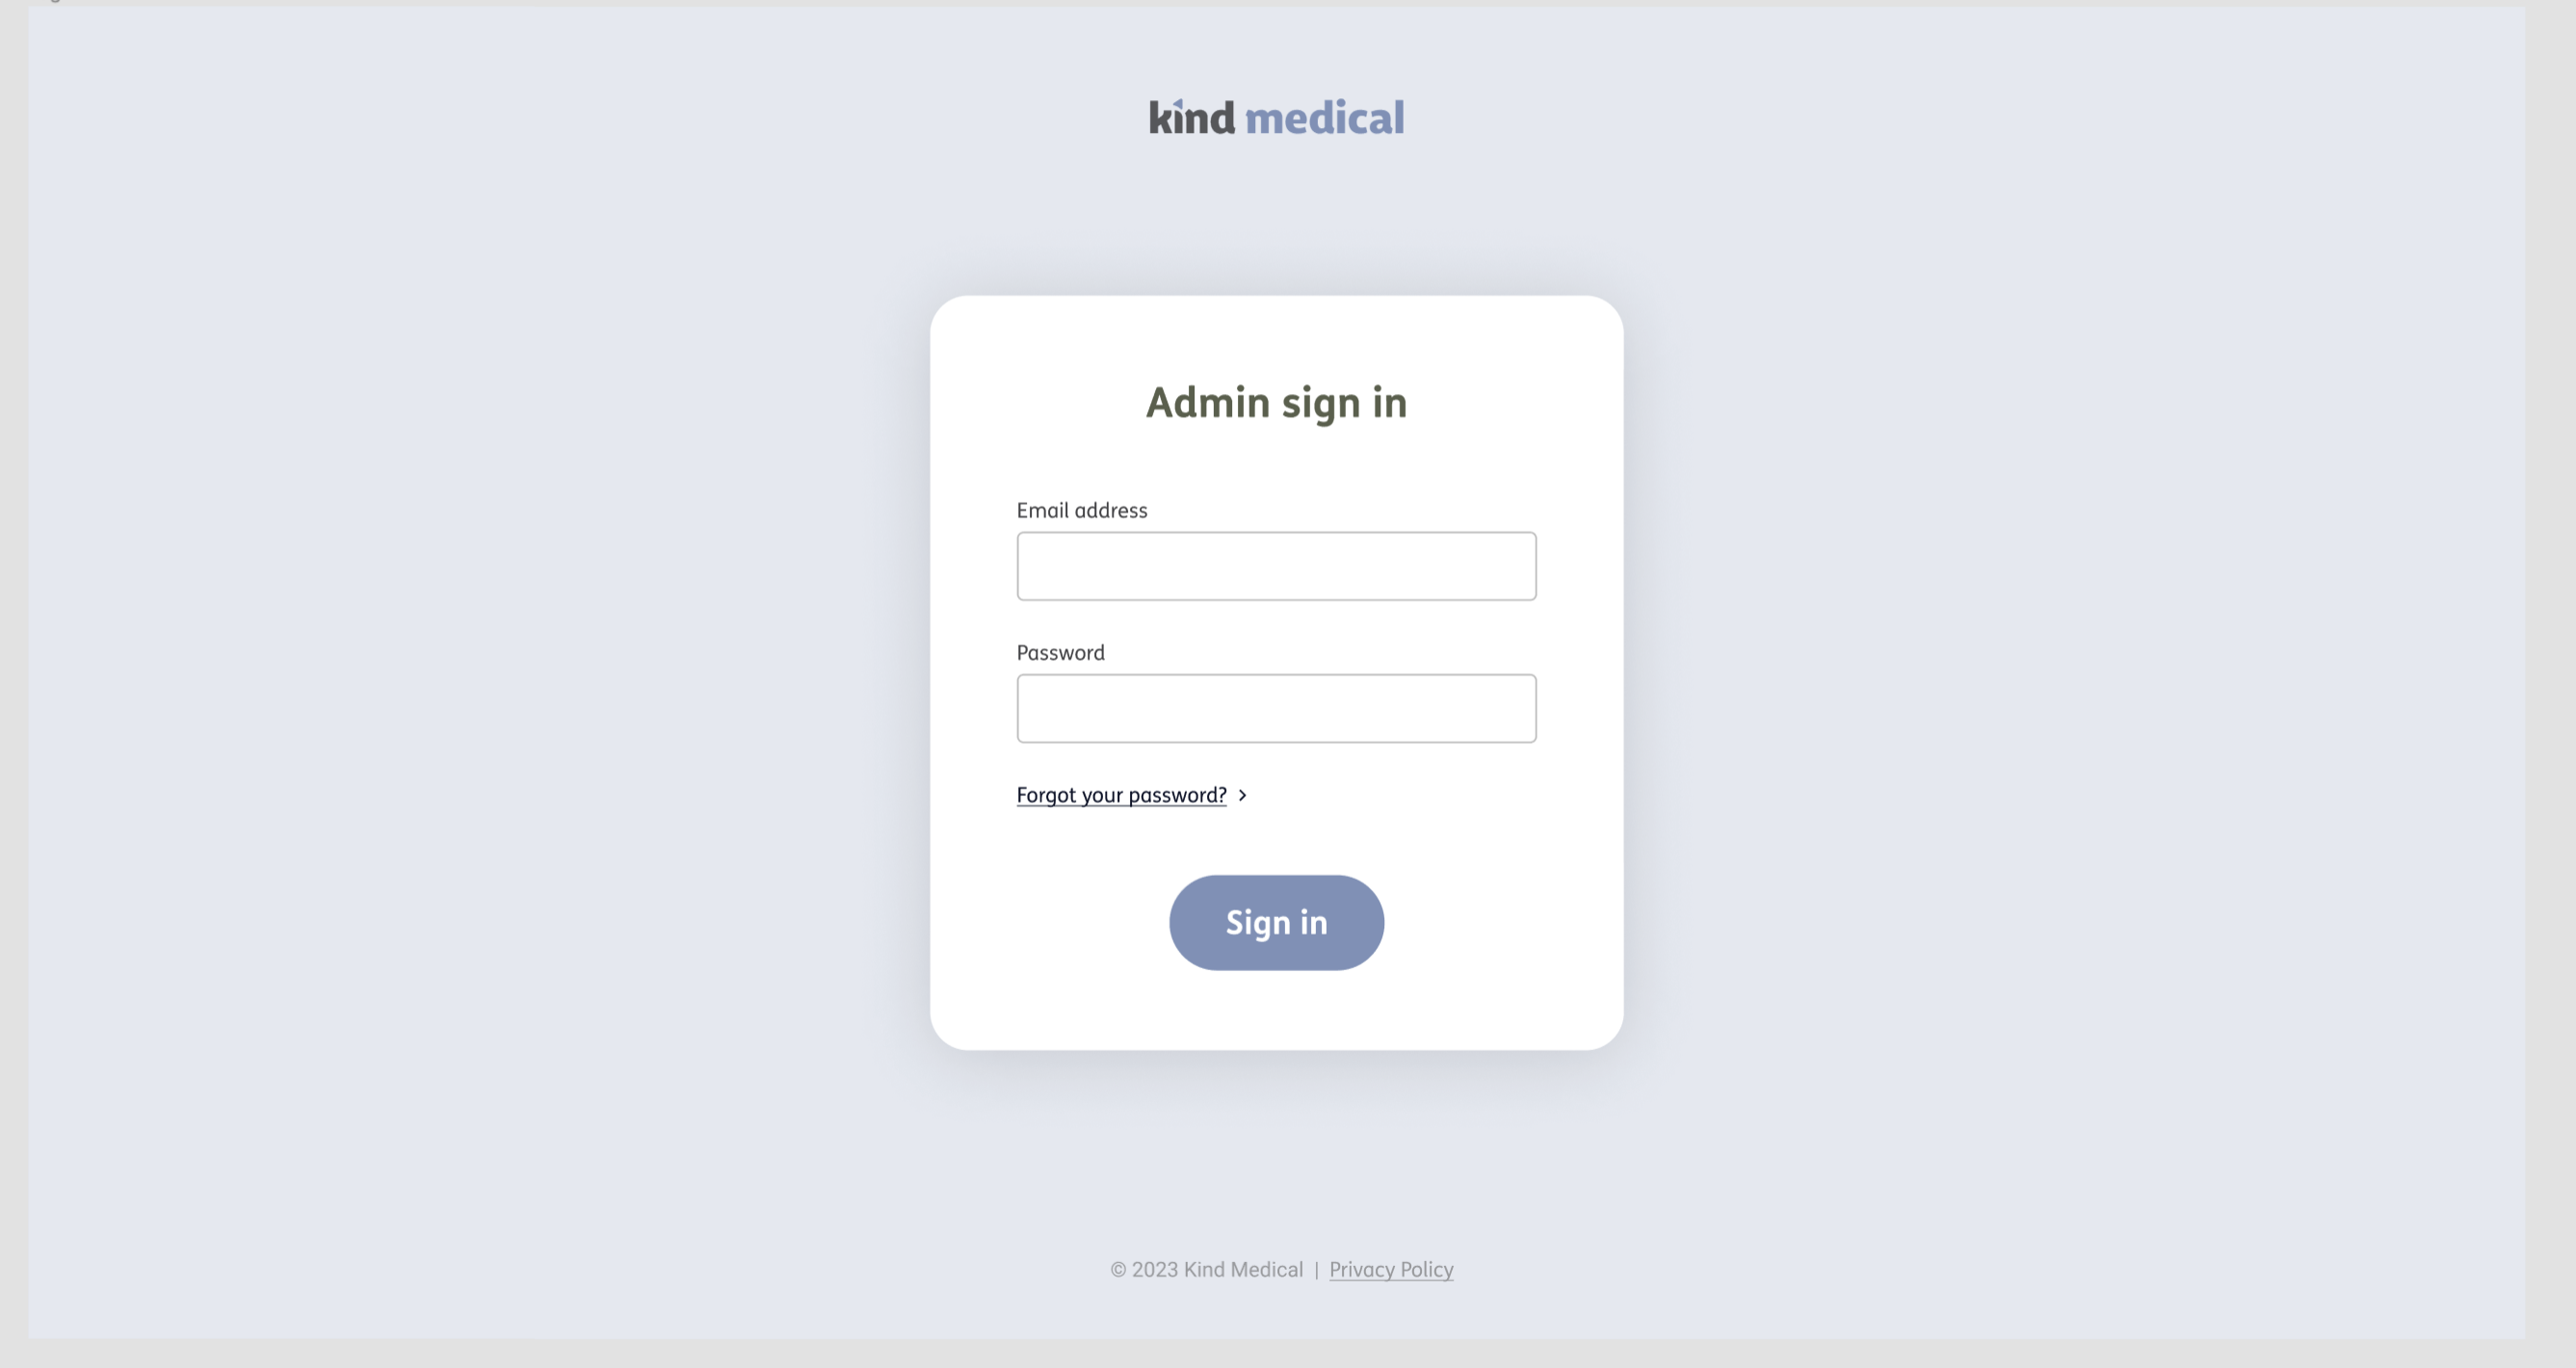 kind medical
Admin sign in
Email address
Password
Forgot your password?
Sign in
© 2023 Kind Medical | Privacy Policy